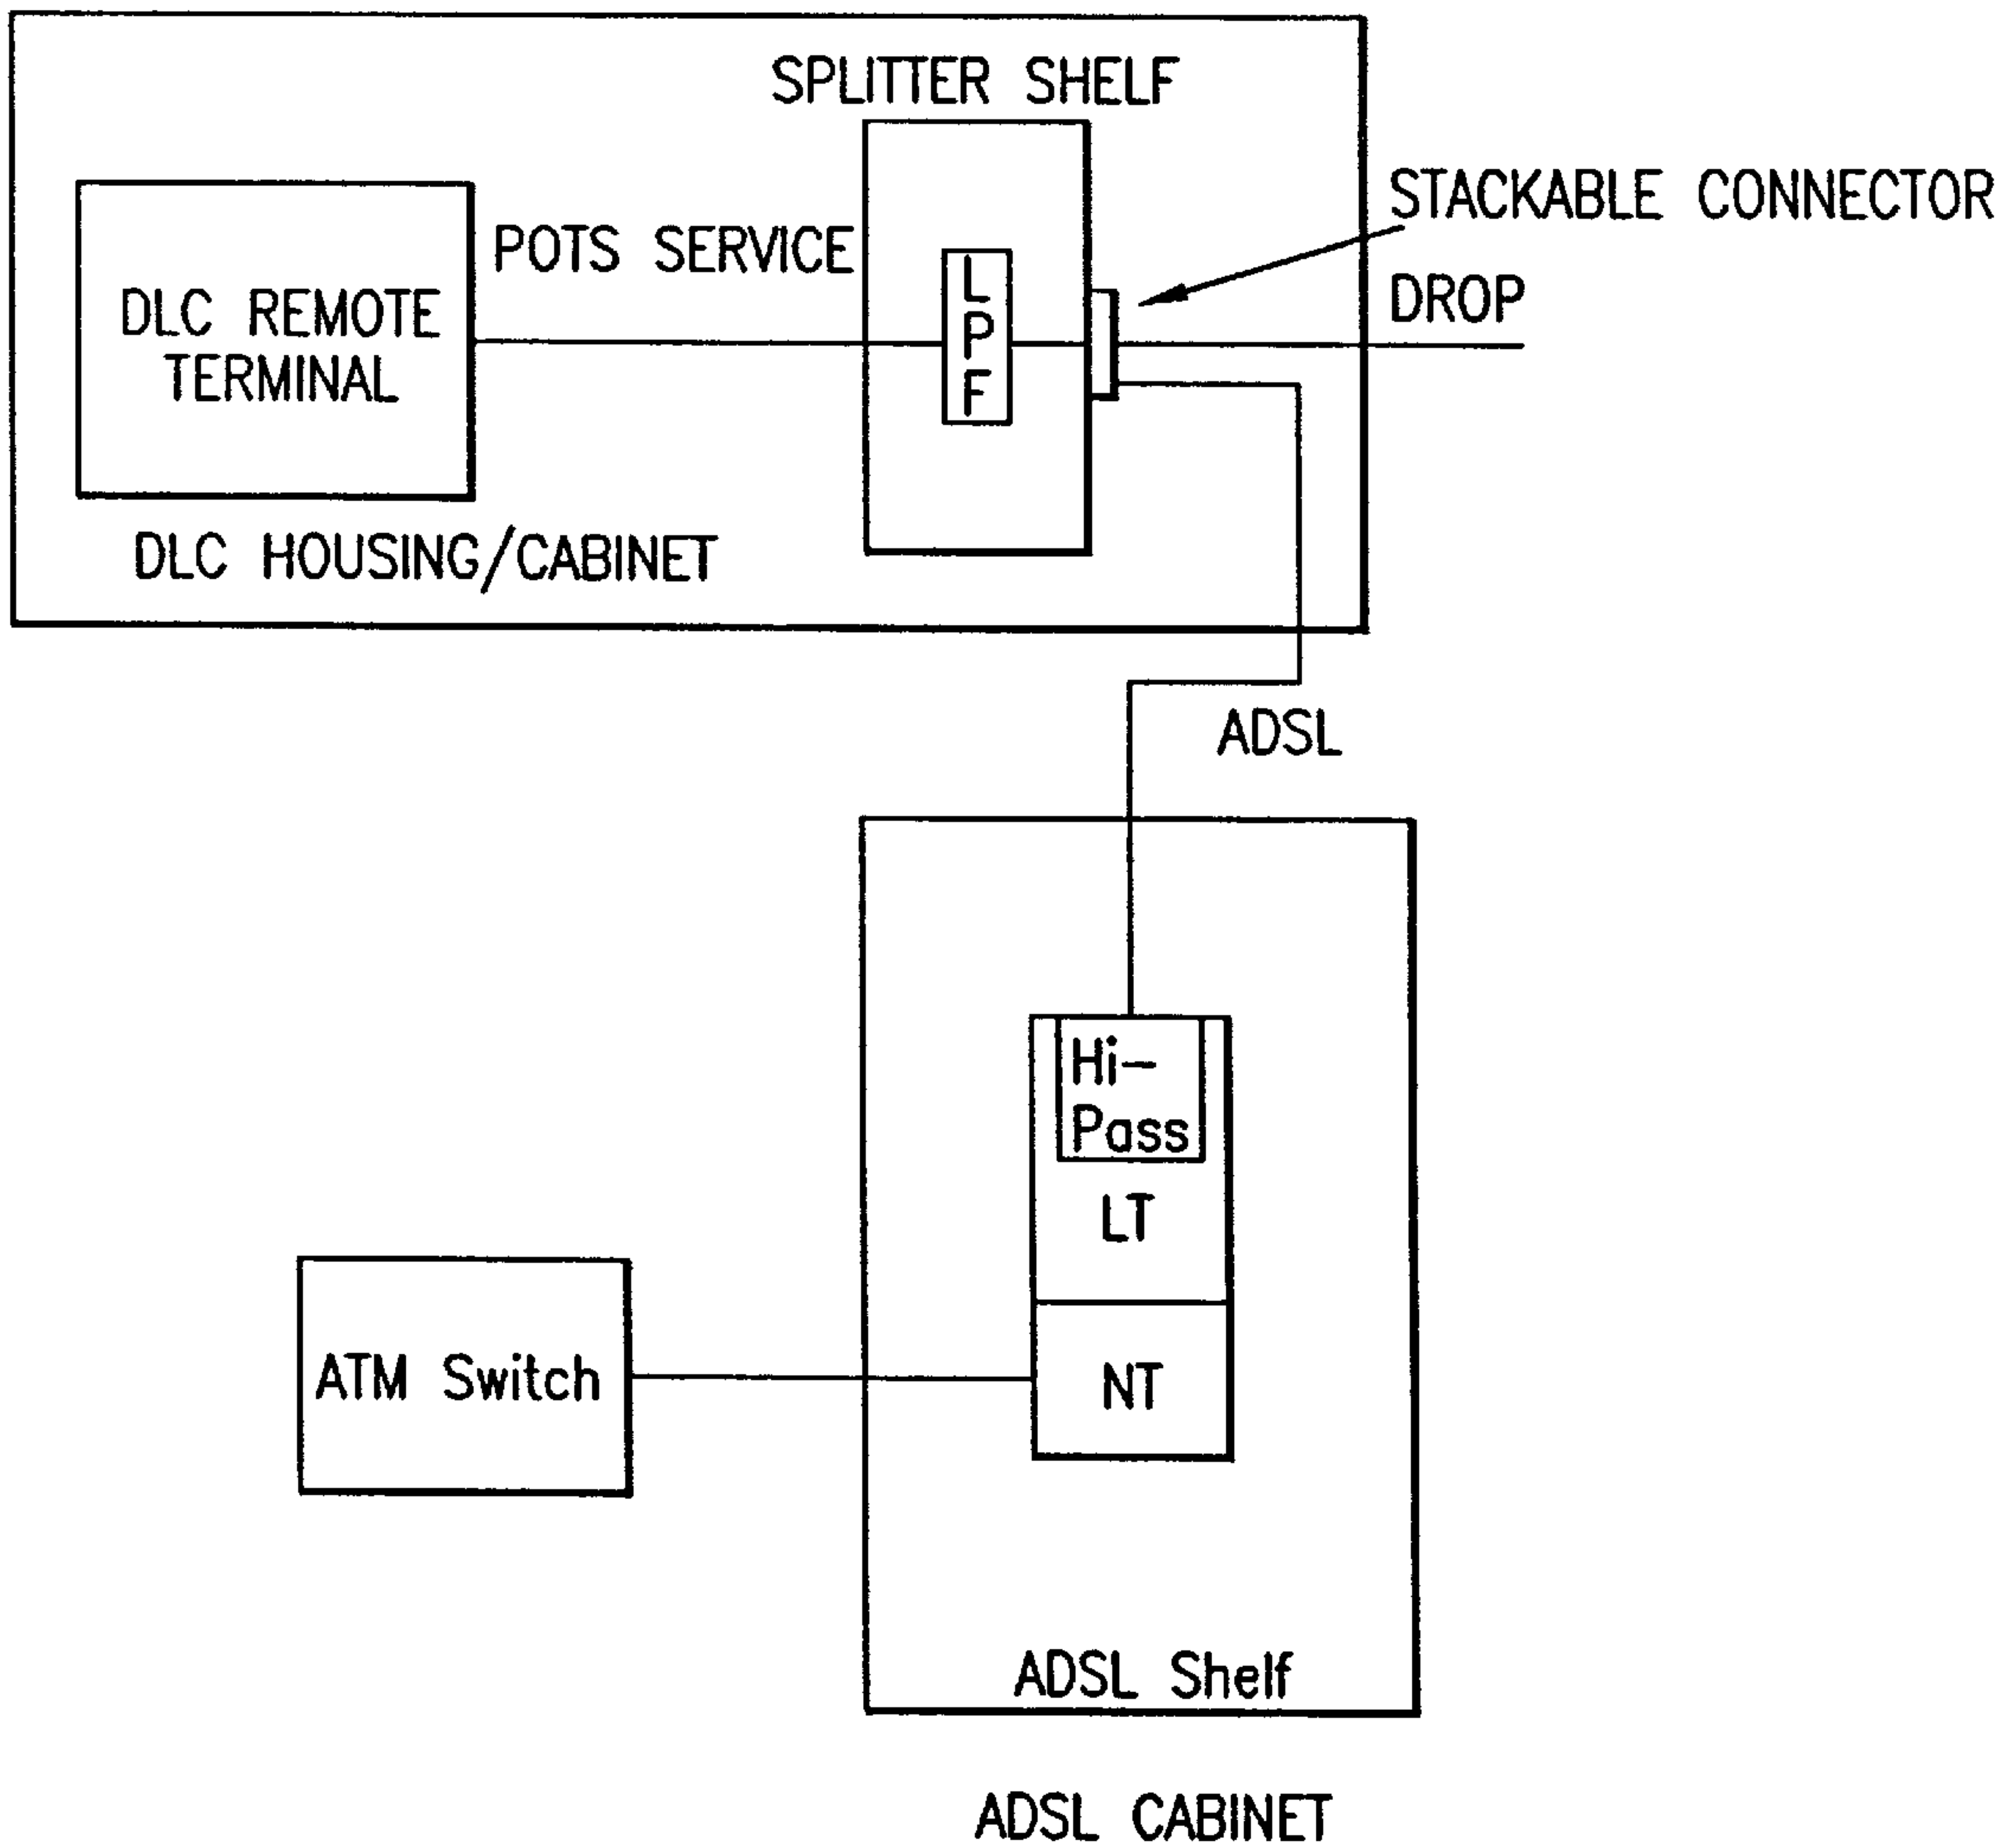 SPLITTER SHELF
STACKABLE CONNECTOR
POTS SERVICE
DROP
DLC REMOTE
TERMINAL
L
P
F
DLC HOUSING/CABINET
ADSL
Hi-
Pass
LT
ATM Switch
NT
ADSL Shelf
ADSL CABINET